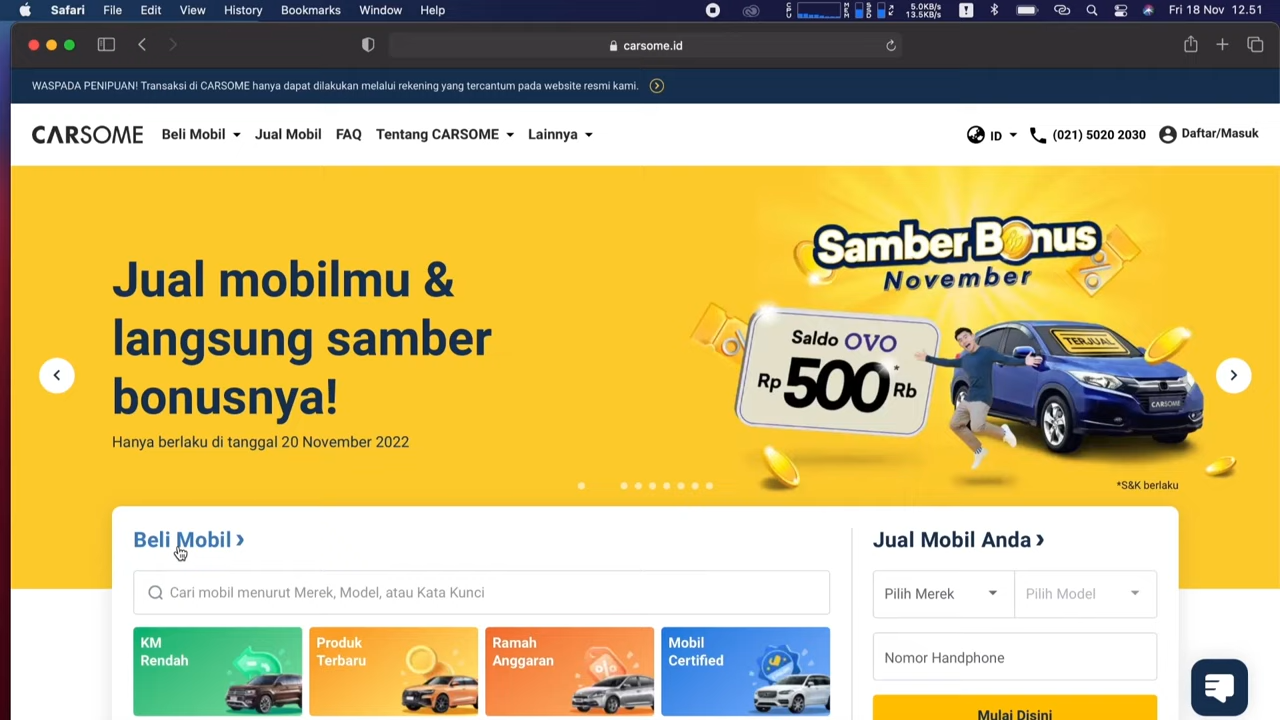 Safari File Edit View History Bookmarks Window Help
5.0KB/s
13.5KB/s
Fri 18 Nov 12.51
carsome.id
WASPADA PENIPUAN! Transaksi di CARSOME hanya dapat dilakukan melalui rekening yang tercantum pada website resmi kami.
CARSOME Beli Mobil Jual Mobil FAQ Tentang CARSOME Lainnya ID (021) 5020 2030 Daftar/Masuk
Jual mobilmu &
langsung samber
bonusnya!
Hanya berlaku di tanggal 20 November 2022
Samber Bonus
November
Saldo OVO
Rp 500 Rb*
TERJUAL
CARSOME
*S&K berlaku
Beli Mobil ›
Cari mobil menurut Merek, Model, atau Kata Kunci
KM
Rendah
Produk
Terbaru
Ramah
Anggaran
Mobil
Certified
Jual Mobil Anda ›
Pilih Merek Pilih Model
Nomor Handphone
Mulai Disini